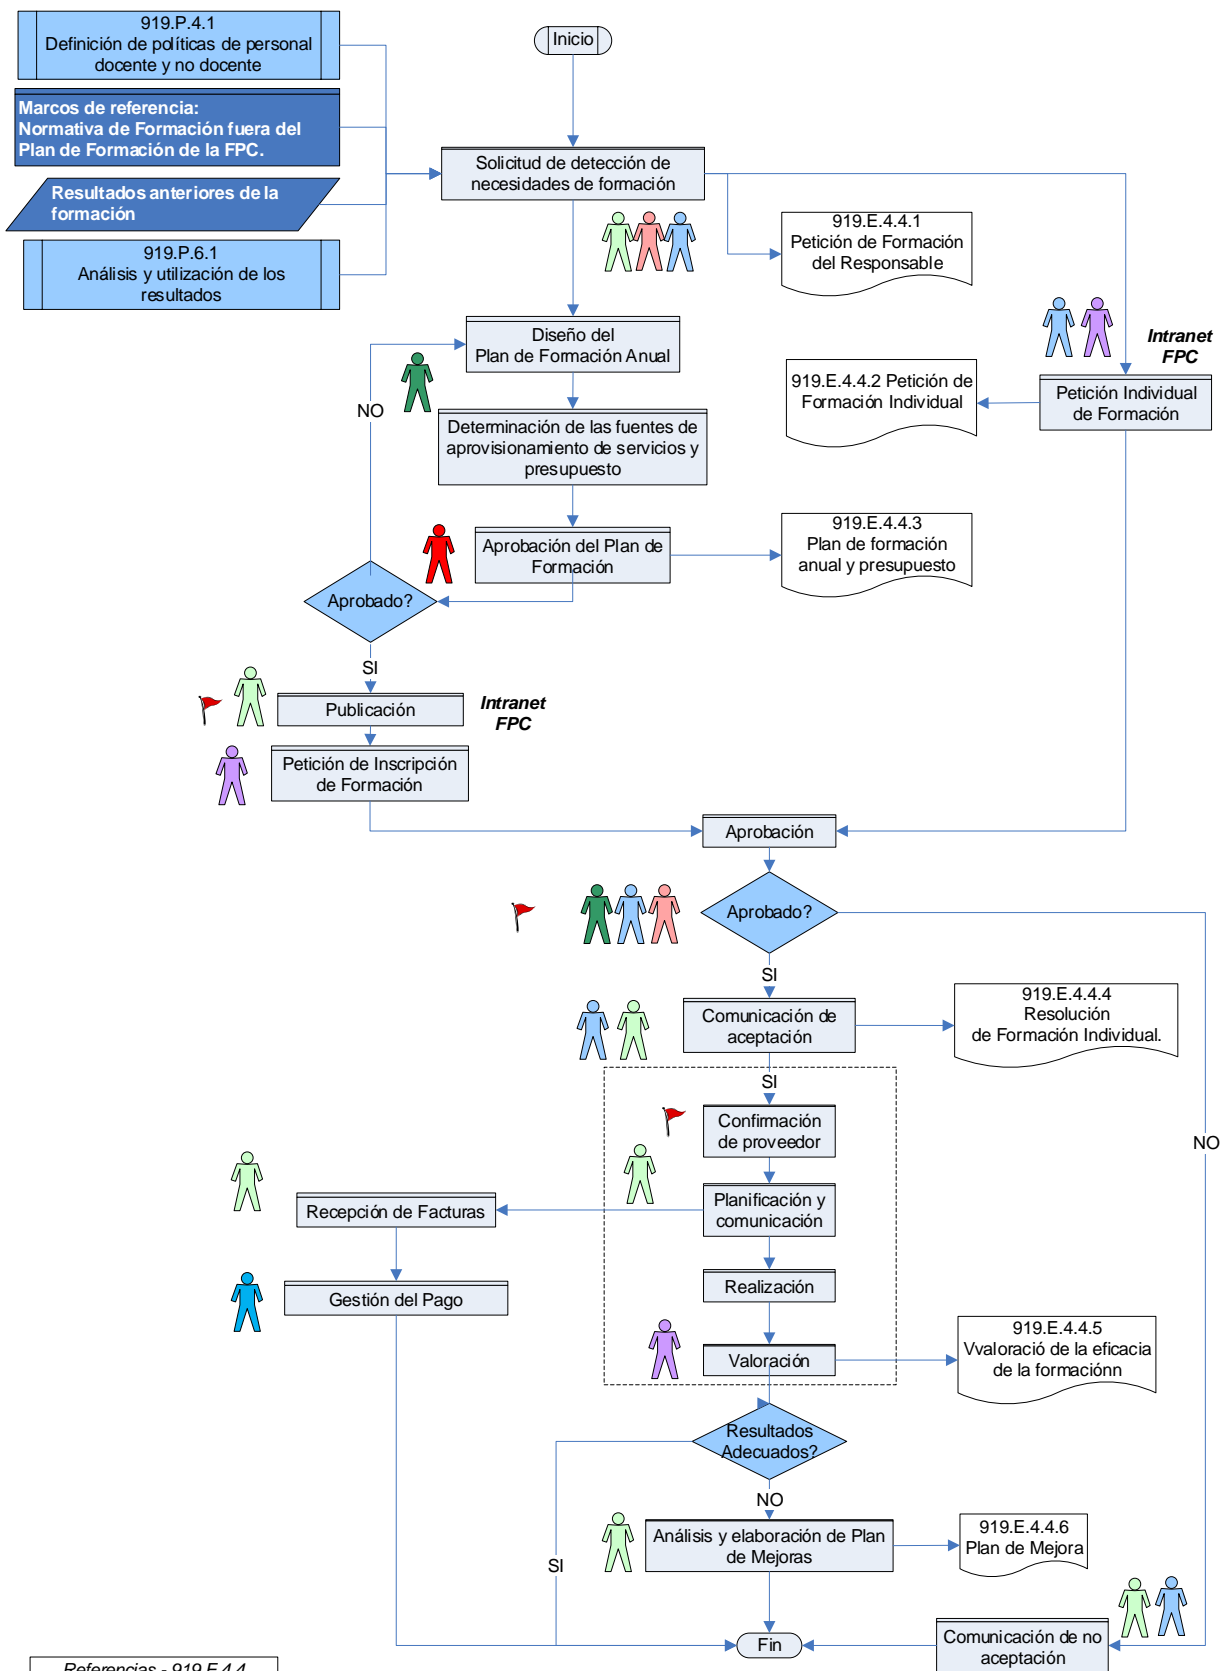 919.P.4.1
Definición de políticas de personal
docente y no docente
Inicio
Marcos de referencia:
Normativa de Formación fuera del
Plan de Formación de la FPC.
Solicitud de detección de
necesidades de formación
Resultados anteriores de la
formación
919.P.6.1
Análisis y utilización de los
resultados
919.E.4.4.1
Petición de Formación
del Responsable
Intranet
FPC
Diseño del
Plan de Formación Anual
919.E.4.4.2 Petición de
Formación Individual
Petición Individual
de Formación
NO
Determinación de las fuentes de
aprovisionamiento de servicios y
presupuesto
Aprobación del Plan de
Formación
919.E.4.4.3
Plan de formación
anual y presupuesto
Aprobado?
SI
Publicación
Intranet
FPC
Petición de Inscripción
de Formación
Aprobación
Aprobado?
SI
Comunicación de
aceptación
919.E.4.4.4
Resolución
de Formación Individual.
SI
Confirmación
de proveedor
NO
Planificación y
comunicación
Recepción de Facturas
Realización
Gestión del Pago
Valoración
919.E.4.4.5
Vvaloració de la eficacia
de la formaciónn
Resultados
Adecuados?
NO
Análisis y elaboración de Plan
de Mejoras
919.E.4.4.6
Plan de Mejora
SI
Fin
Comunicación de no
aceptación
Referencias - 919.E.4.4